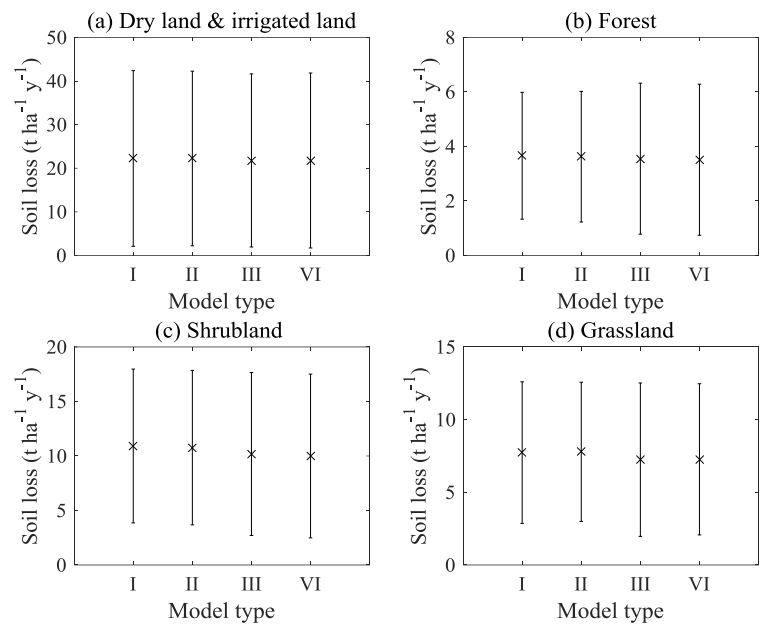 (a) Dry land & irrigated land
50
40
30
20
10
0
Soil loss (t ha⁻¹ y⁻¹)
I II III VI
Model type
(b) Forest
8
6
4
2
0
Soil loss (t ha⁻¹ y⁻¹)
I II III VI
Model type
(c) Shrubland
20
15
10
5
0
Soil loss (t ha⁻¹ y⁻¹)
I II III VI
Model type
(d) Grassland
15
10
5
0
Soil loss (t ha⁻¹ y⁻¹)
I II III VI
Model type